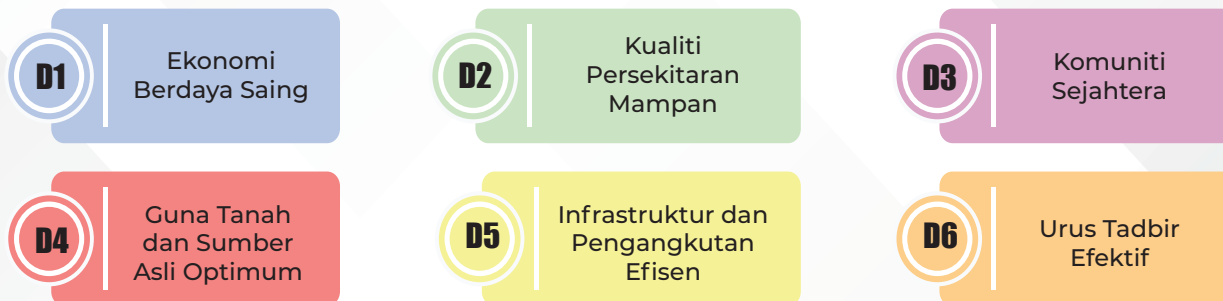 D1
Ekonomi
Berdaya Saing
D2
Kualiti
Persekitaran
Mampan
D3
Komuniti
Sejahtera
D4
Guna Tanah
dan Sumber
Asli Optimum
D5
Infrastruktur dan
Pengangkutan
Efisen
D6
Urus Tadbir
Efektif